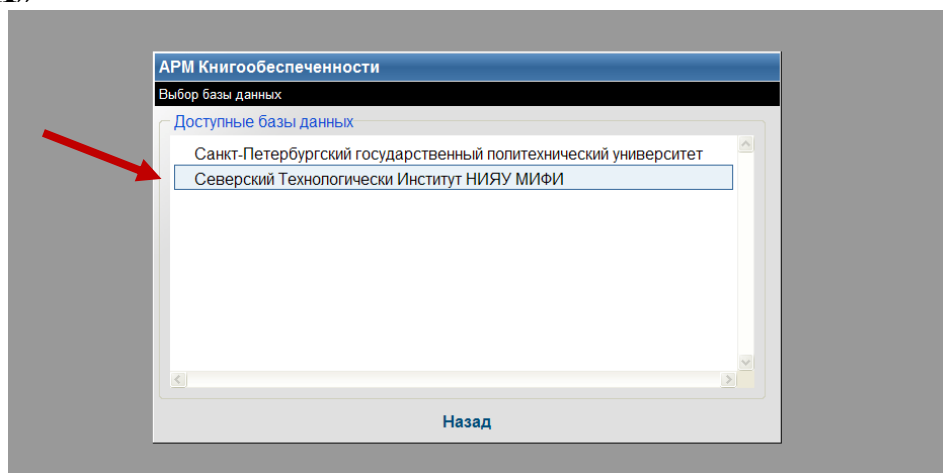 АРМ Книгообеспеченности
Выбор базы данных
Доступные базы данных
Санкт-Петербургский государственный политехнический университет
Северский Технологически Институт НИЯУ МИФИ
Назад